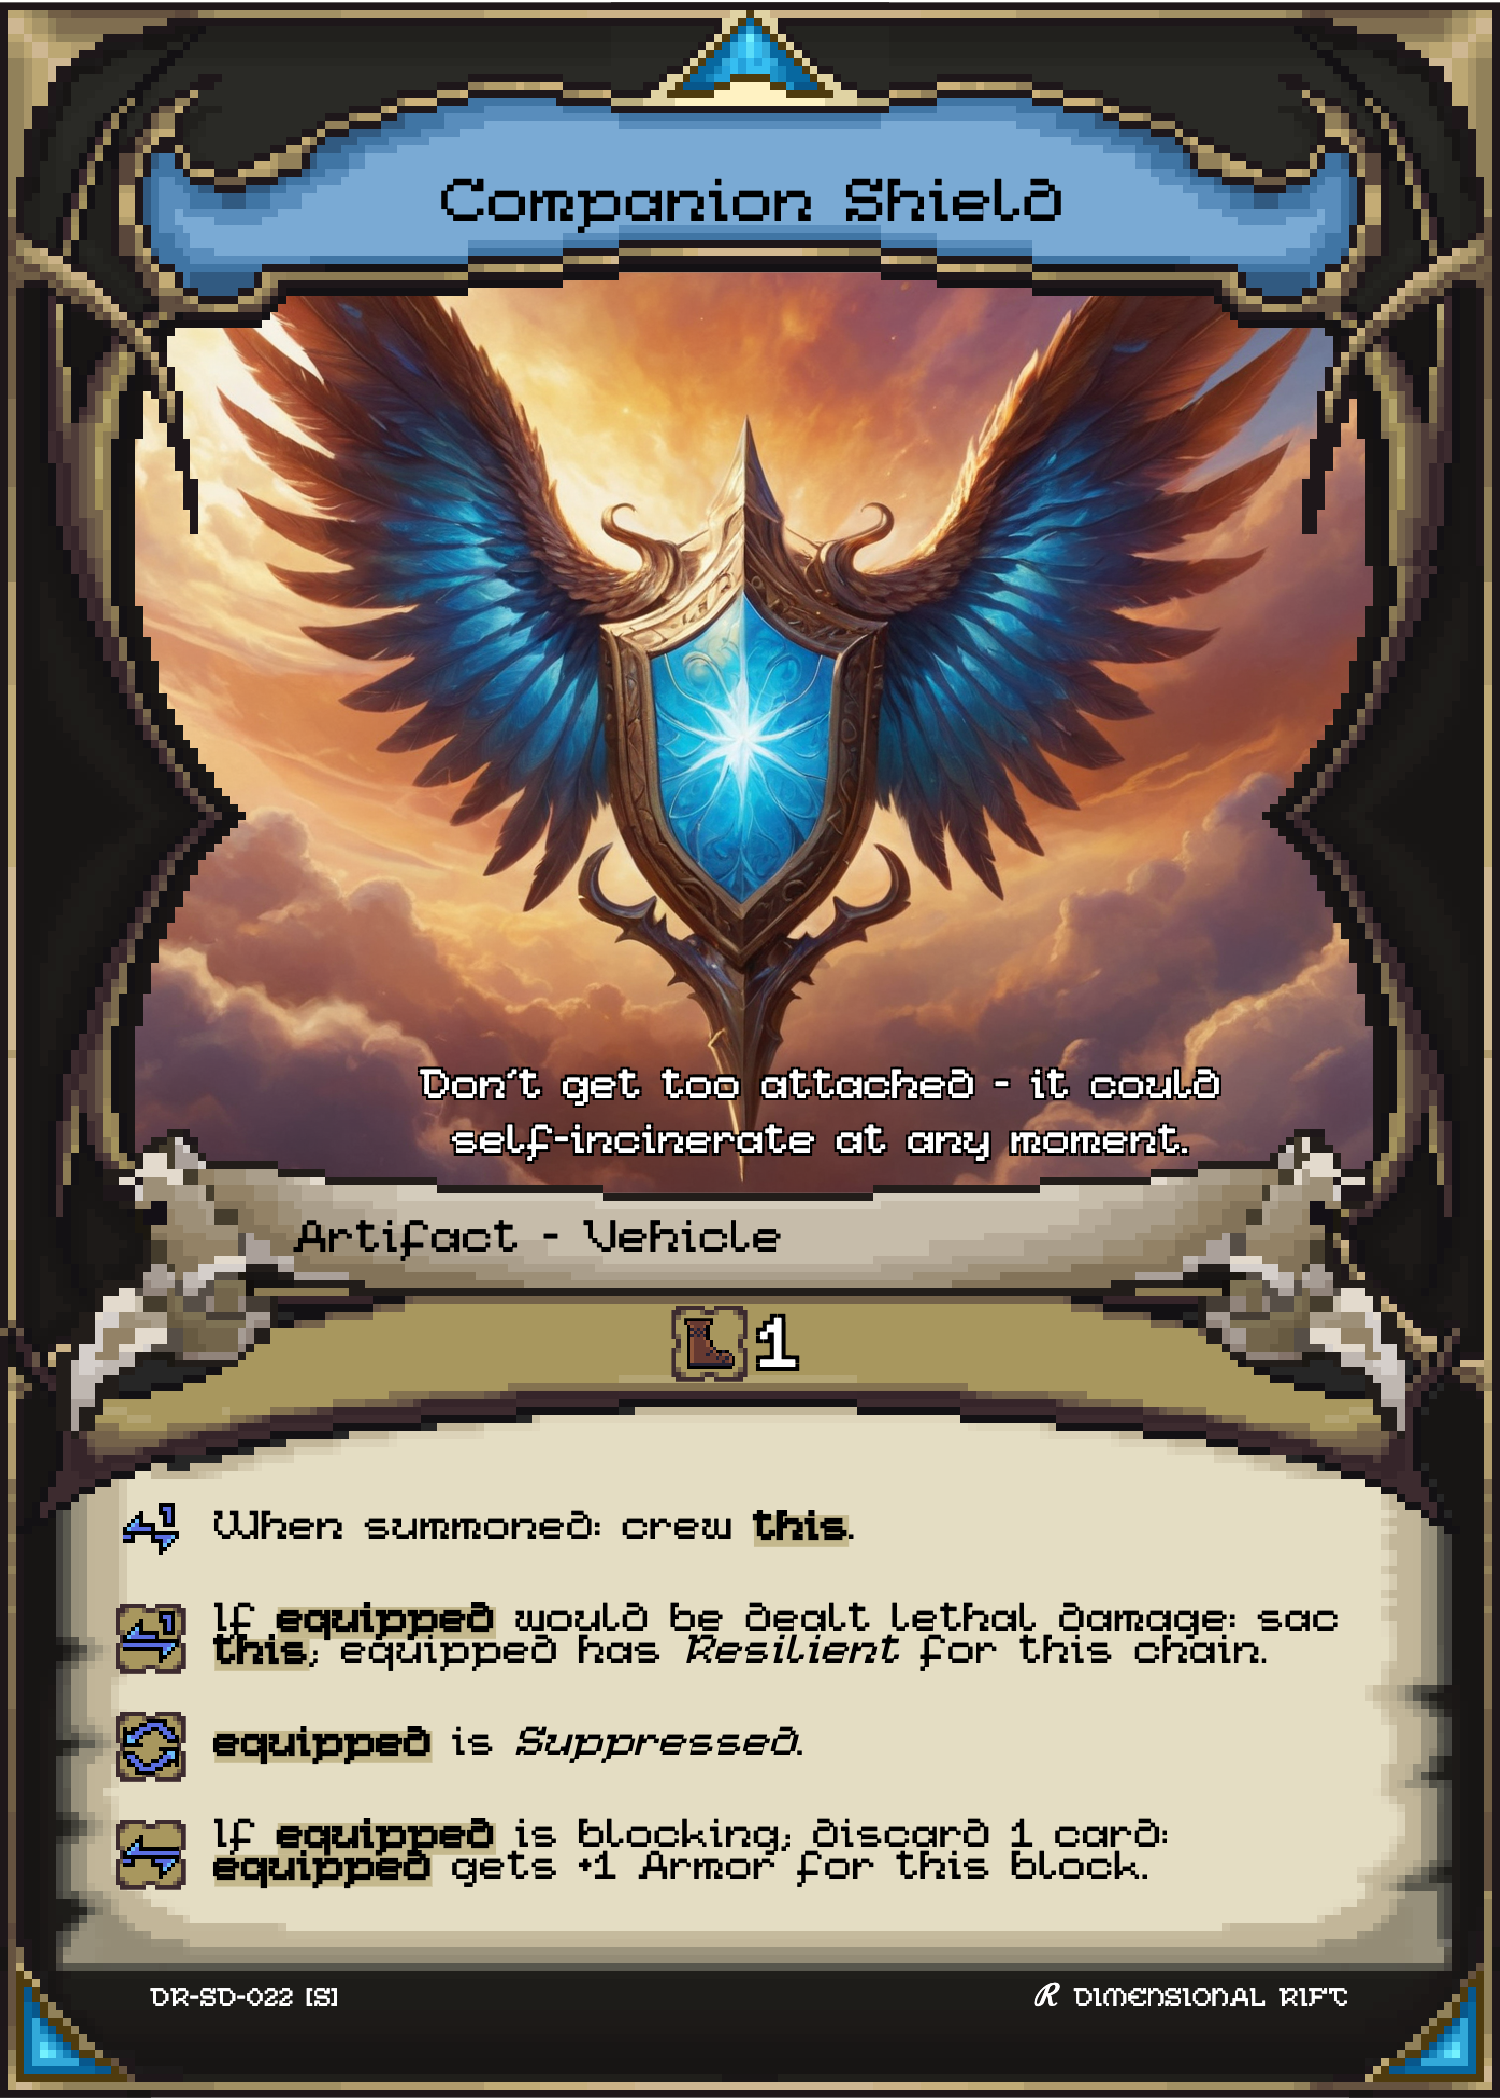 Companion Shield
Don't get too attached - it could
self-incinerate at any moment.
Artifact - Vehicle
1
When summoned: crew this.
If equipped would be dealt lethal damage: sac
this; equipped has Resilient for this chain.
equipped is Suppressed.
If equipped is blocking; discard 1 card:
equipped gets +1 Armor for this block.
DR-SD-022 [S]
R DIMENSIONAL RIFT